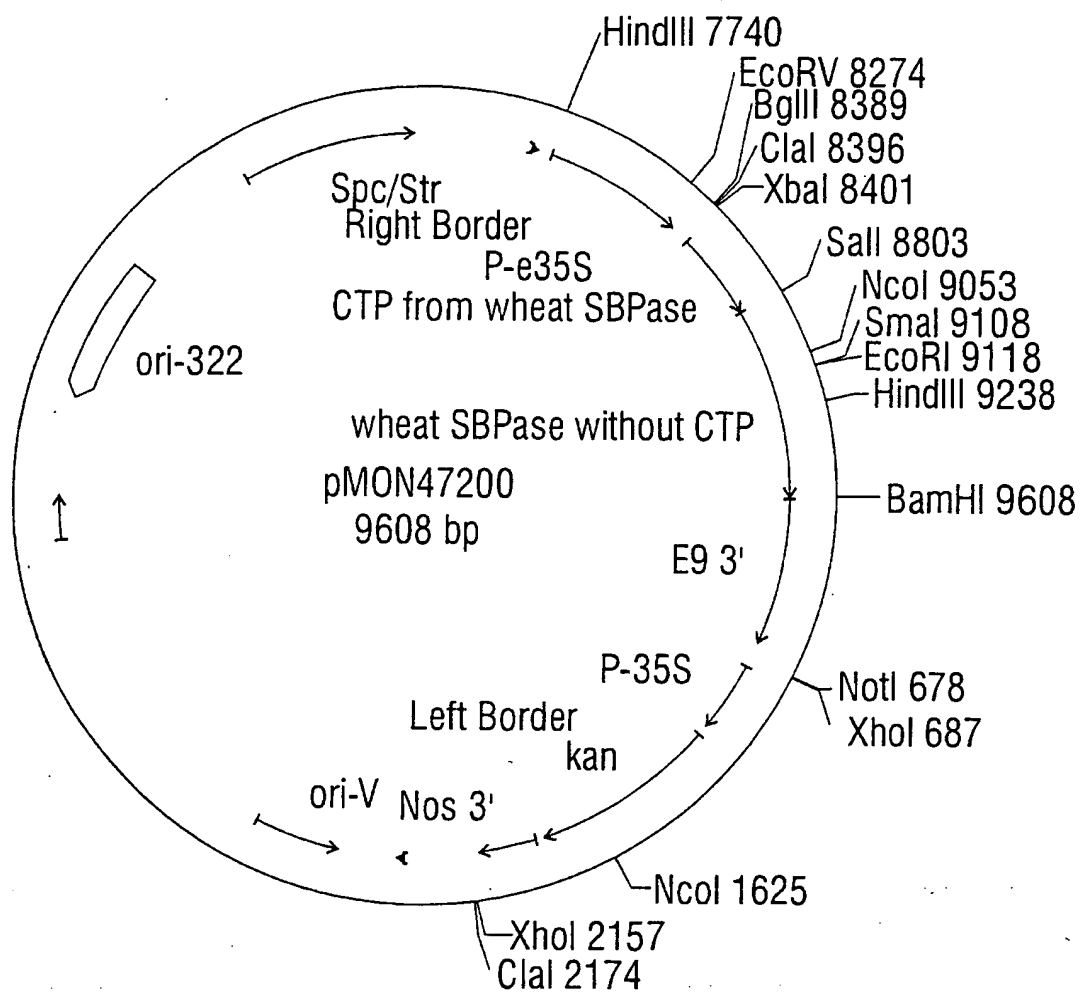 HindIII 7740
EcoRV 8274
BglII 8389
ClaI 8396
XbaI 8401
SalI 8803
NcoI 9053
SmaI 9108
EcoRI 9118
HindIII 9238
BamHI 9608
NotI 678
XhoI 687
NcoI 1625
XhoI 2157
ClaI 2174
Spc/Str
Right Border
P-e35S
CTP from wheat SBPase
ori-322
wheat SBPase without CTP
pMON47200
9608 bp
E9 3'
P-35S
Left Border
kan
ori-V
Nos 3'